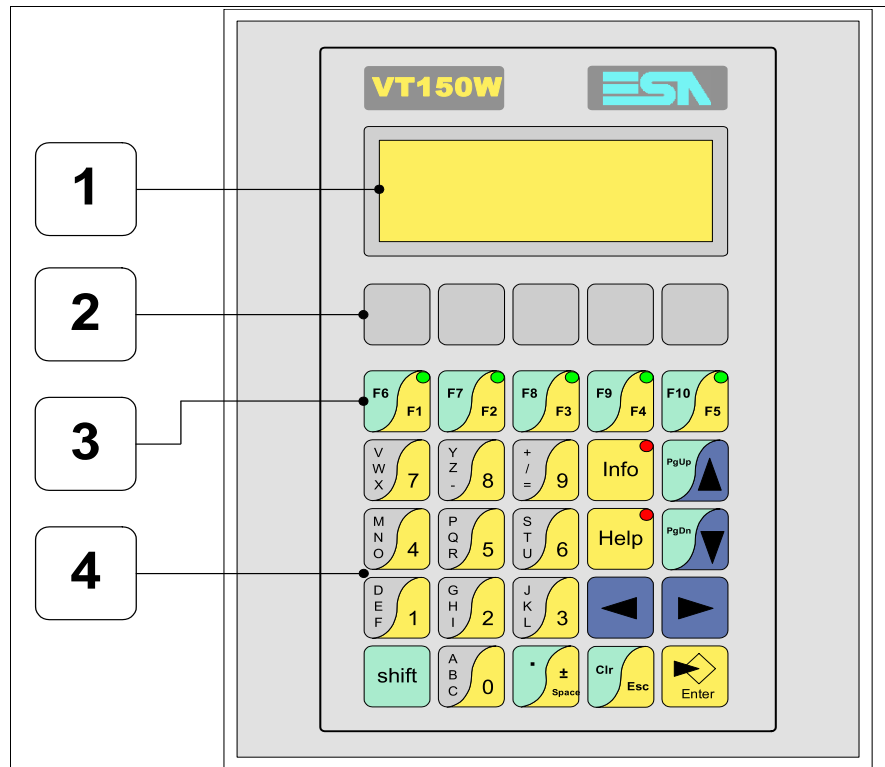 VT150W ESA
1
2
3
F6 F1 F7 F2 F8 F3 F9 F4 F10 F5
V W X 7 Y Z - 8 + / = 9 Info PgUp
M N O 4 P Q R 5 S T U 6 Help PgDn
4
D E F 1 G H I 2 J K L 3
shift A B C 0 . ± Space Clr Esc Enter